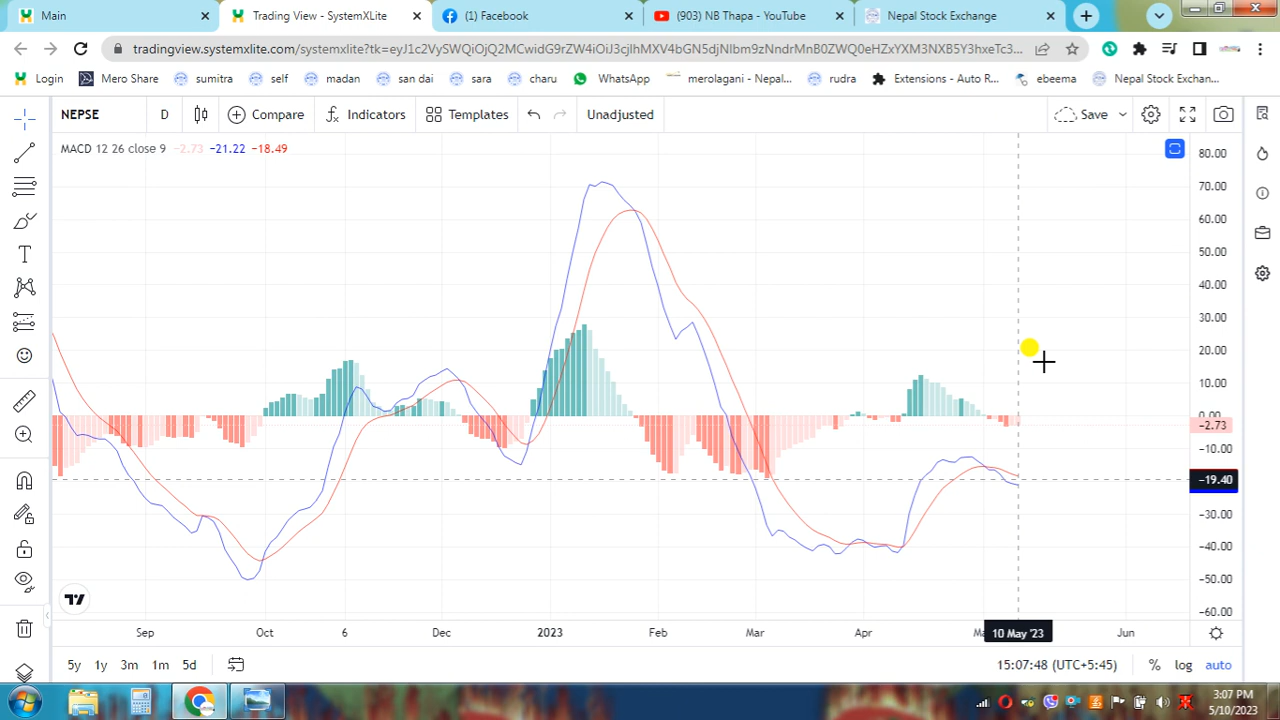 Main
Trading View - SystemXLite
(1) Facebook
(903) NB Thapa - YouTube
Nepal Stock Exchange
tradingview.systemxlite.com/systemxlite?tk=
Login
Mero Share
sumitra
self
madan
san dai
sara
charu
WhatsApp
merolagani - Nepal...
rudra
Extensions - Auto R...
ebeema
Nepal Stock Exchan...
NEPSE
D
Compare
Indicators
Templates
Unadjusted
Save
MACD 12 26 close 9 −2.73 −21.22 −18.49
80.00
70.00
60.00
50.00
40.00
30.00
20.00
10.00
0.00
−2.73
−10.00
−19.40
−30.00
−40.00
−50.00
−60.00
Sep
Oct
6
Dec
2023
Feb
Mar
Apr
10 May '23
Jun
5y
1y
3m
1m
5d
15:07:48 (UTC+5:45)
%
log
auto
3:07 PM
5/10/2023